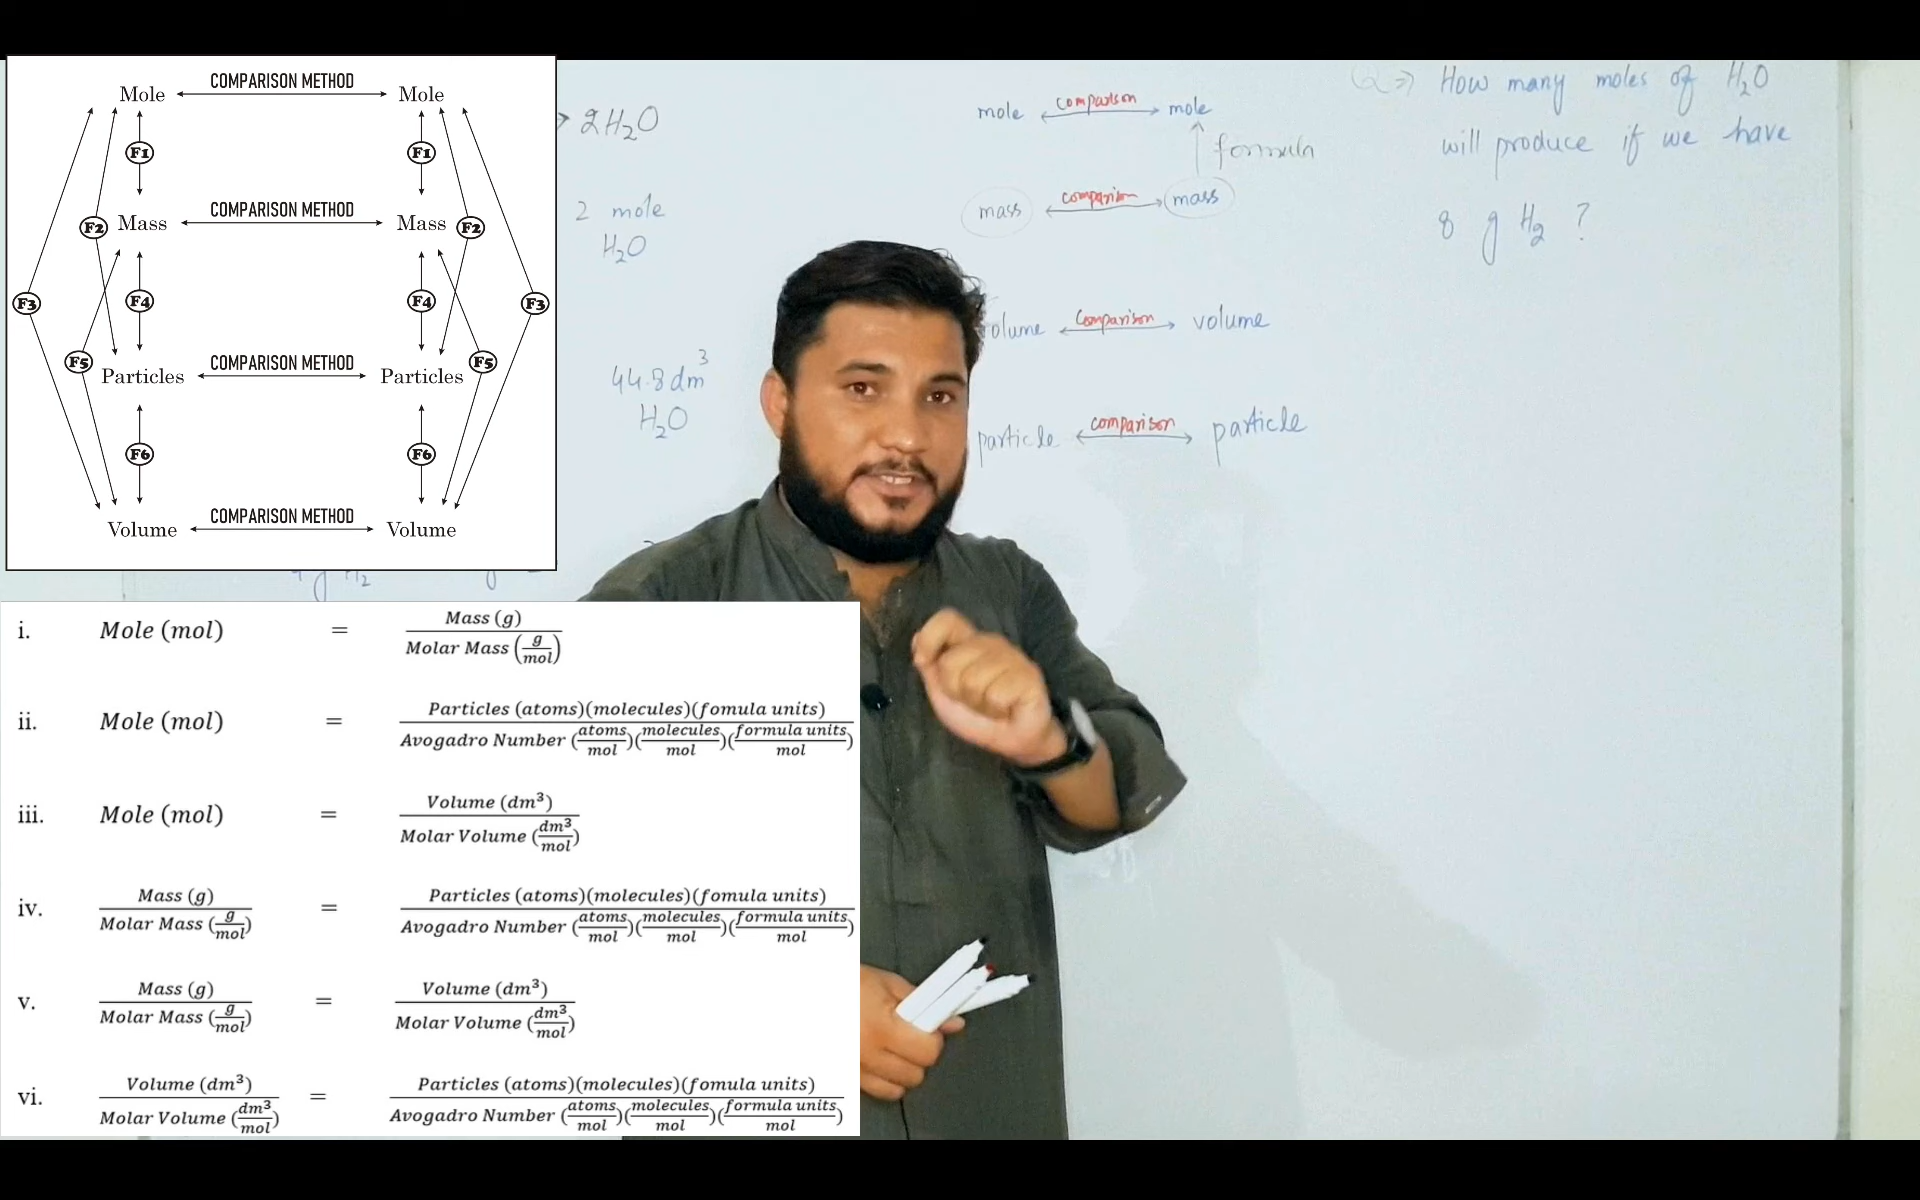 Mole COMPARISON METHOD Mole
F1 F1
Mass COMPARISON METHOD Mass
F2 F2
F3 F4 F4 F3
F5 F5
Particles COMPARISON METHOD Particles
F6 F6
Volume COMPARISON METHOD Volume
2H₂O
2 mole
H₂O
44.8 dm³
H₂O
H₂
mole comparison mole
formula
mass comparison mass
olume comparison volume
particle comparison particle
Q⇒ How many moles of H₂O
will produce if we have
8 g H₂ ?
i. Mole (mol) = Mass (g) / Molar Mass (g/mol)
ii. Mole (mol) = Particles (atoms)(molecules)(fomula units) / Avogadro Number (atoms/mol)(molecules/mol)(formula units/mol)
iii. Mole (mol) = Volume (dm³) / Molar Volume (dm³/mol)
iv. Mass (g) / Molar Mass (g/mol) = Particles (atoms)(molecules)(fomula units) / Avogadro Number (atoms/mol)(molecules/mol)(formula units/mol)
v. Mass (g) / Molar Mass (g/mol) = Volume (dm³) / Molar Volume (dm³/mol)
vi. Volume (dm³) / Molar Volume (dm³/mol) = Particles (atoms)(molecules)(fomula units) / Avogadro Number (atoms/mol)(molecules/mol)(formula units/mol)